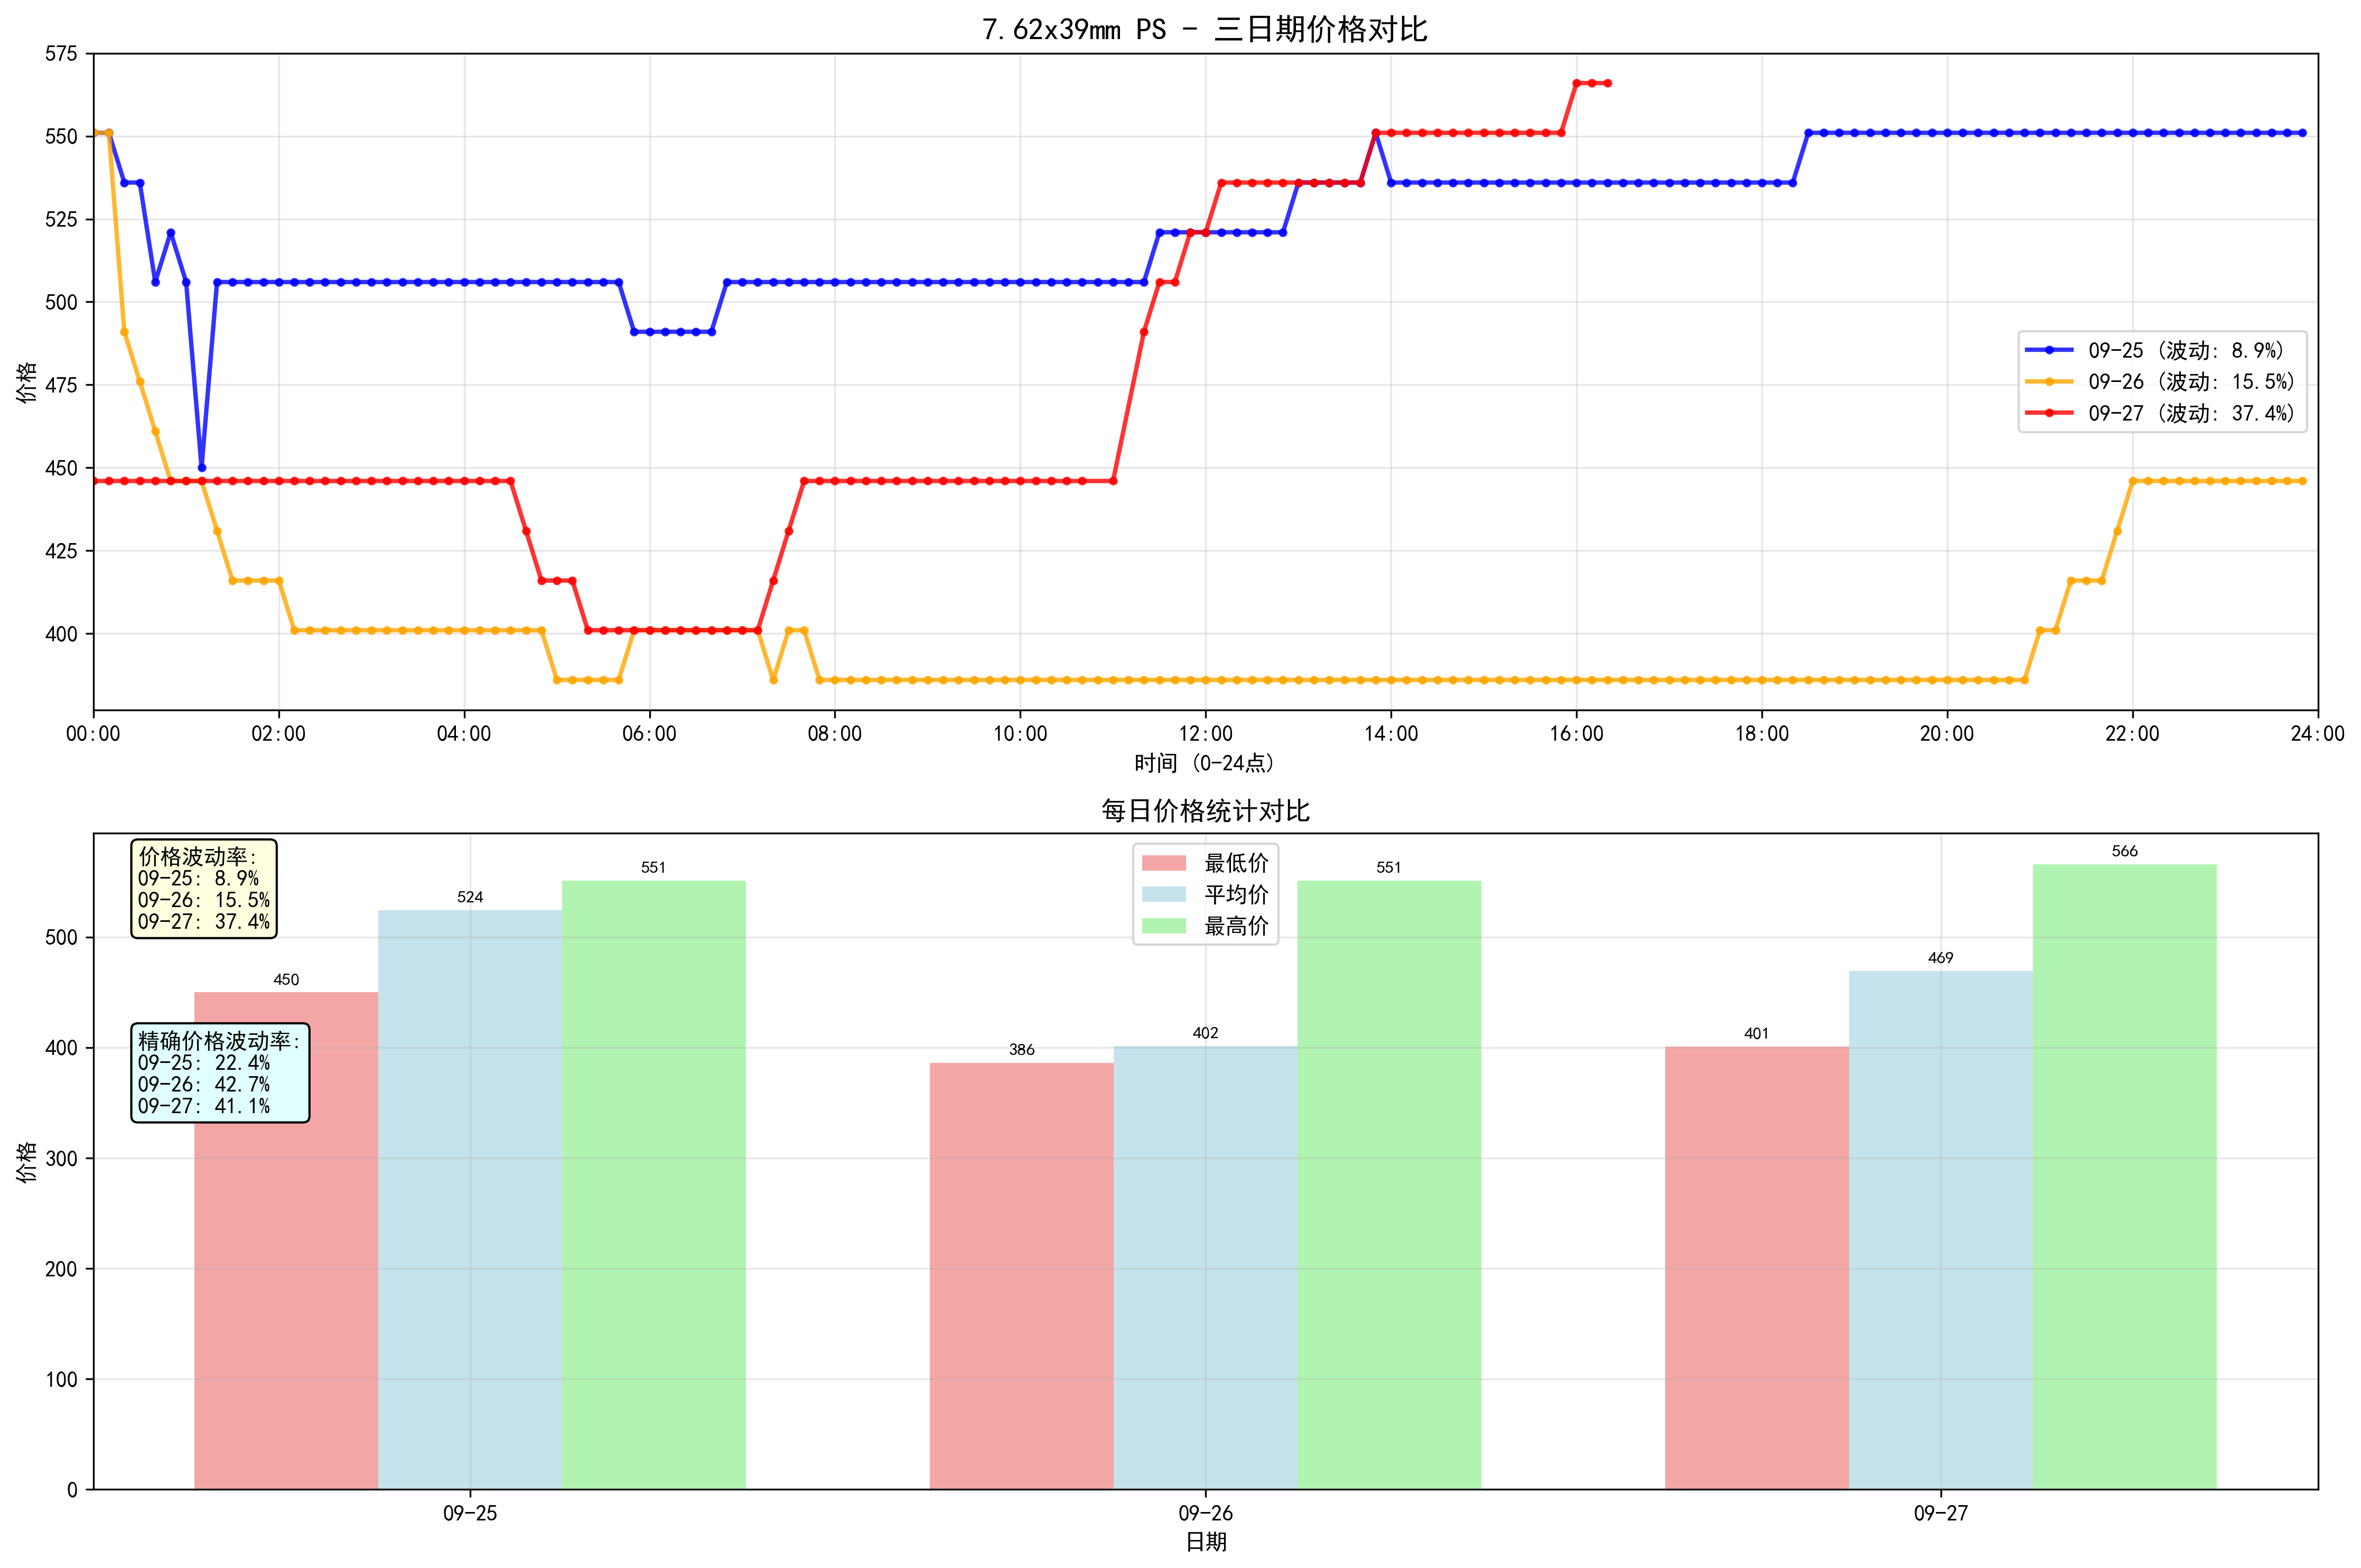 7.62x39mm PS - 三日期价格对比
575
550
525
500
475
450
425
400
价格
09-25 (波动: 8.9%)
09-26 (波动: 15.5%)
09-27 (波动: 37.4%)
00:00 02:00 04:00 06:00 08:00 10:00 12:00 14:00 16:00 18:00 20:00 22:00 24:00
时间 (0-24点)
每日价格统计对比
价格波动率:
09-25: 8.9%
09-26: 15.5%
09-27: 37.4%
精确价格波动率:
09-25: 22.4%
09-26: 42.7%
09-27: 41.1%
最低价
平均价
最高价
450 524 551
386 402 551
401 469 566
500
400
300
200
100
0
价格
09-25 09-26 09-27
日期